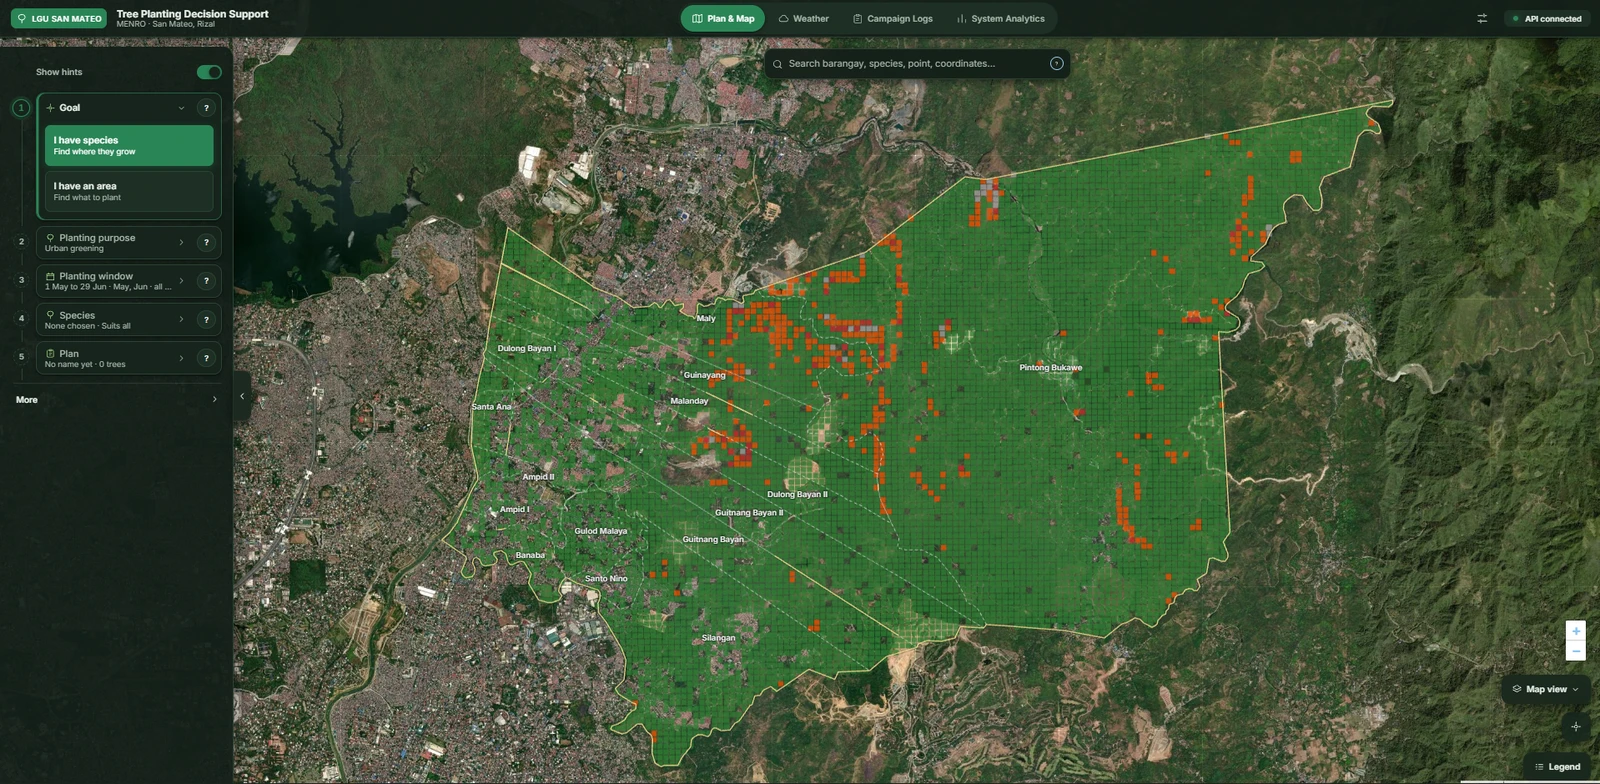 LGU SAN MATEO
Tree Planting Decision Support
MENRO · San Mateo, Rizal
Plan & Map
Weather
Campaign Logs
System Analytics
API connected
Search barangay, species, point, coordinates...
?
Show hints
1
Goal
?
I have species
Find where they grow
I have an area
Find what to plant
2
Planting purpose
Urban greening
?
3
Planting window
1 May to 29 Jun · May, Jun · all ...
?
4
Species
None chosen · Suits all
?
5
Plan
No name yet · 0 trees
?
More
Maly
Dulong Bayan I
Guinayang
Pintong Bukawe
Malanday
Santa Ana
Ampid II
Dulong Bayan II
Ampid I
Guitnang Bayan II
Gulod Malaya
Guitnang Bayan
Banaba
Santo Nino
Silangan
+
−
Map view
Legend